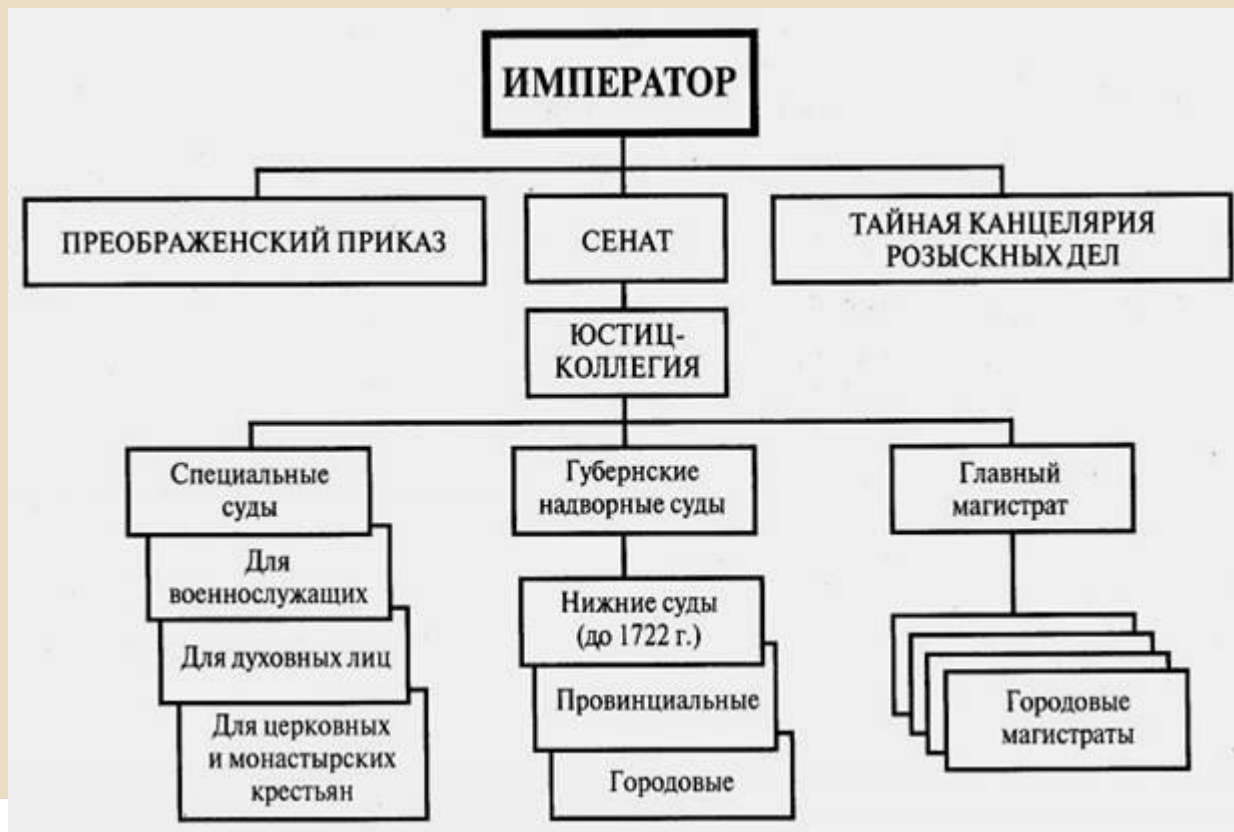 ИМПЕРАТОР
ПРЕОБРАЖЕНСКИЙ ПРИКАЗ
СЕНАТ
ТАЙНАЯ КАНЦЕЛЯРИЯ
РОЗЫСКНЫХ ДЕЛ
ЮСТИЦ-
КОЛЛЕГИЯ
Специальные
суды
Для
военнослужащих
Для духовных лиц
Для церковных
и монастырских
крестьян
Губернские
надворные суды
Нижние суды
(до 1722 г.)
Провинциальные
Городовые
Главный
магистрат
Городовые
магистраты